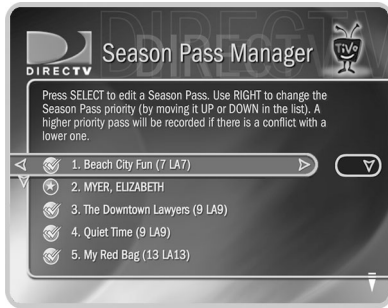 DIRECTV
DIRECTV
Season Pass Manager
TiVo
Press SELECT to edit a Season Pass. Use RIGHT to change the
Season Pass priority (by moving it UP or DOWN in the list). A
higher priority pass will be recorded if there is a conflict with a
lower one.
1. Beach City Fun (7 LA7)
2. MYER, ELIZABETH
3. The Downtown Lawyers (9 LA9)
4. Quiet Time (9 LA9)
5. My Red Bag (13 LA13)